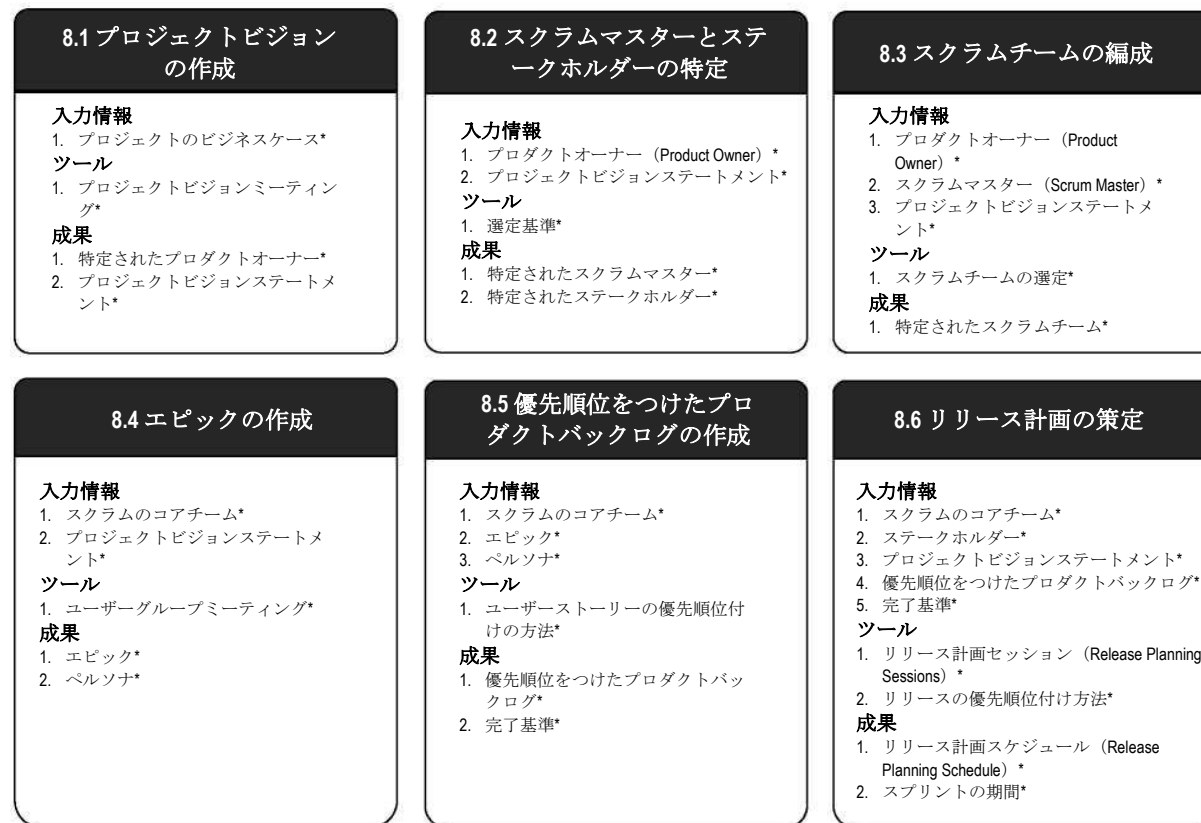 8.1 プロジェクトビジョン
の作成
入力情報
1. プロジェクトのビジネスケース*
ツール
1. プロジェクトビジョンミーティン
グ*
成果
1. 特定されたプロダクトオーナー*
2. プロジェクトビジョンステートメ
ント*
8.2 スクラムマスターとステ
ークホルダーの特定
入力情報
1. プロダクトオーナー（Product Owner）*
2. プロジェクトビジョンステートメント*
ツール
1. 選定基準*
成果
1. 特定されたスクラムマスター*
2. 特定されたステークホルダー*
8.3 スクラムチームの編成
入力情報
1. プロダクトオーナー（Product
Owner）*
2. スクラムマスター（Scrum Master）*
3. プロジェクトビジョンステートメ
ント*
ツール
1. スクラムチームの選定*
成果
1. 特定されたスクラムチーム*
8.4 エピックの作成
入力情報
1. スクラムのコアチーム*
2. プロジェクトビジョンステートメ
ント*
ツール
1. ユーザーグループミーティング*
成果
1. エピック*
2. ペルソナ*
8.5 優先順位をつけたプロ
ダクトバックログの作成
入力情報
1. スクラムのコアチーム*
2. エピック*
3. ペルソナ*
ツール
1. ユーザーストーリーの優先順位付
けの方法*
成果
1. 優先順位をつけたプロダクトバッ
クログ*
2. 完了基準*
8.6 リリース計画の策定
入力情報
1. スクラムのコアチーム*
2. ステークホルダー*
3. プロジェクトビジョンステートメント*
4. 優先順位をつけたプロダクトバックログ*
5. 完了基準*
ツール
1. リリース計画セッション（Release Planning
Sessions）*
2. リリースの優先順位付け方法*
成果
1. リリース計画スケジュール（Release
Planning Schedule）*
2. スプリントの期間*